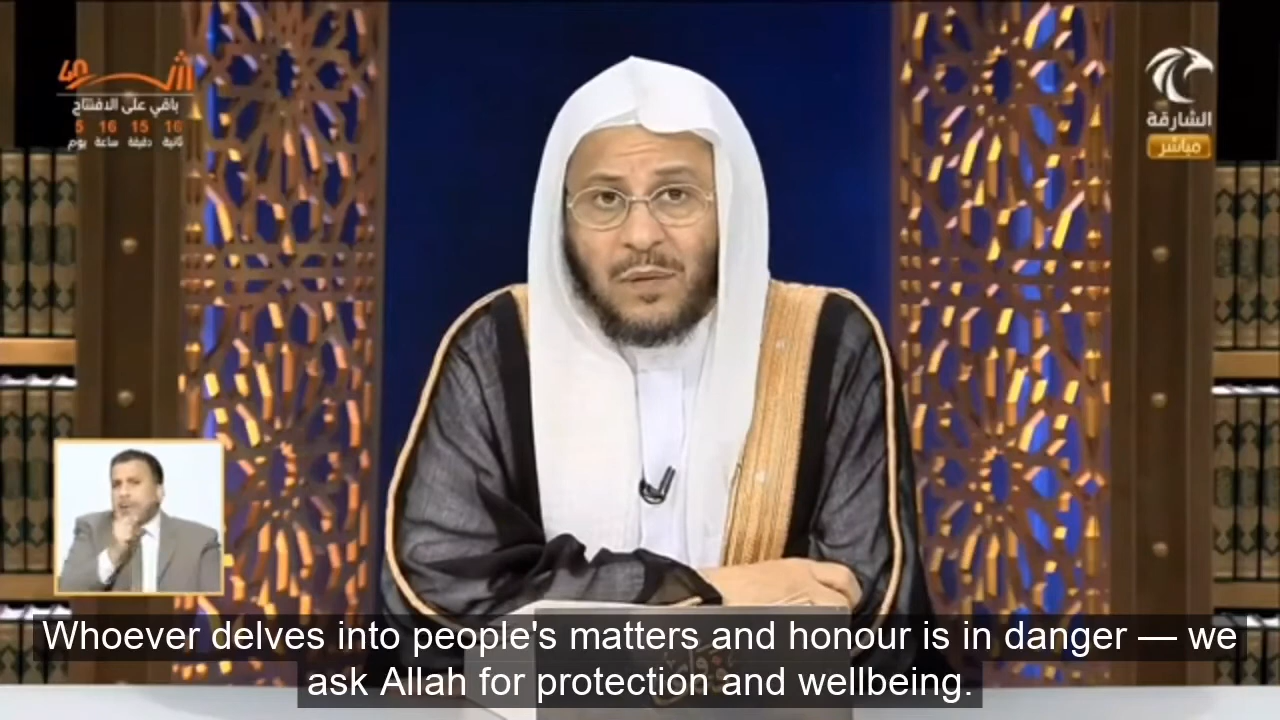 40
باقي على الافتتاح
5 16 15 16
يوم ساعة دقيقة ثانية
الشارقة
مباشر
Whoever delves into people's matters and honour is in danger — we
ask Allah for protection and wellbeing.